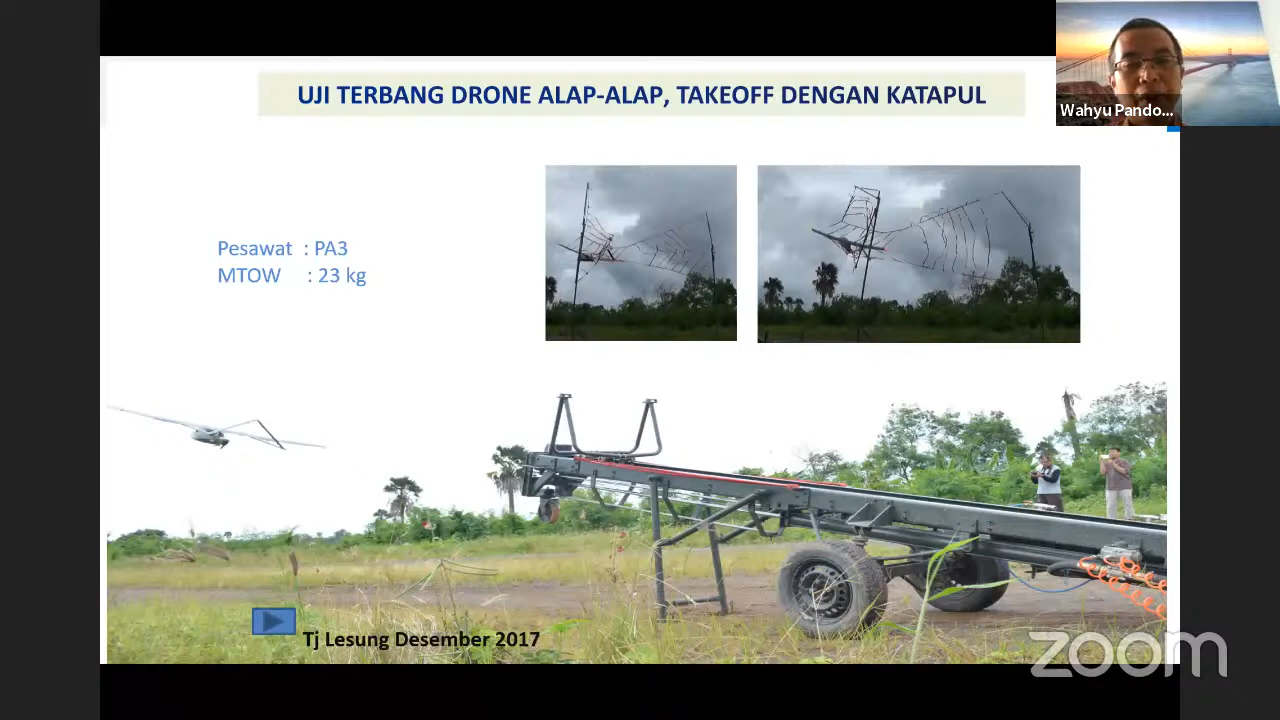 UJI TERBANG DRONE ALAP-ALAP, TAKEOFF DENGAN KATAPUL
Wahyu Pando...
Pesawat : PA3
MTOW : 23 kg
Tj Lesung Desember 2017
zoom